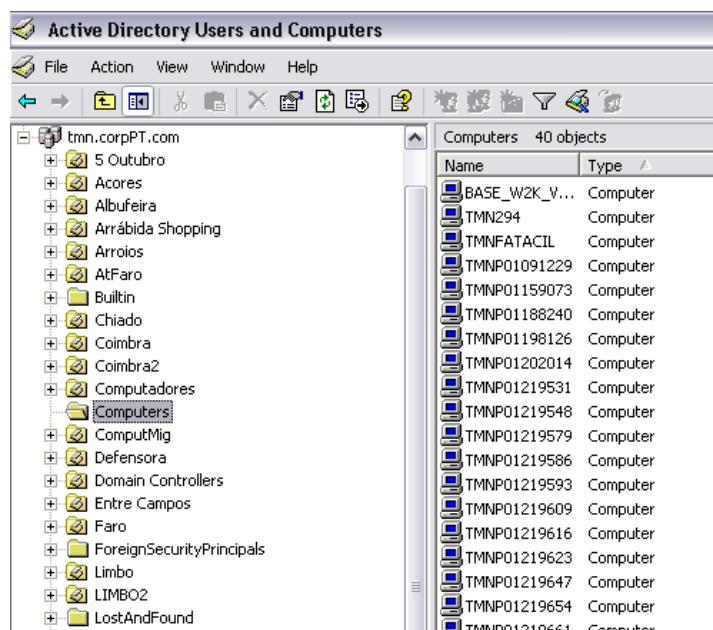 Active Directory Users and Computers
File Action View Window Help
tmn.corpPT.com
5 Outubro
Acores
Albufeira
Arrábida Shopping
Arroios
AtFaro
Builtin
Chiado
Coimbra
Coimbra2
Computadores
Computers
ComputMig
Defensora
Domain Controllers
Entre Campos
Faro
ForeignSecurityPrincipals
Limbo
LIMBO2
LostAndFound
Computers 40 objects
Name Type
BASE_W2K_V... Computer
TMN294 Computer
TMNFATACIL Computer
TMNP01091229 Computer
TMNP01159073 Computer
TMNP01188240 Computer
TMNP01198126 Computer
TMNP01202014 Computer
TMNP01219531 Computer
TMNP01219548 Computer
TMNP01219579 Computer
TMNP01219586 Computer
TMNP01219593 Computer
TMNP01219609 Computer
TMNP01219616 Computer
TMNP01219623 Computer
TMNP01219647 Computer
TMNP01219654 Computer
TMNP01219661 Computer